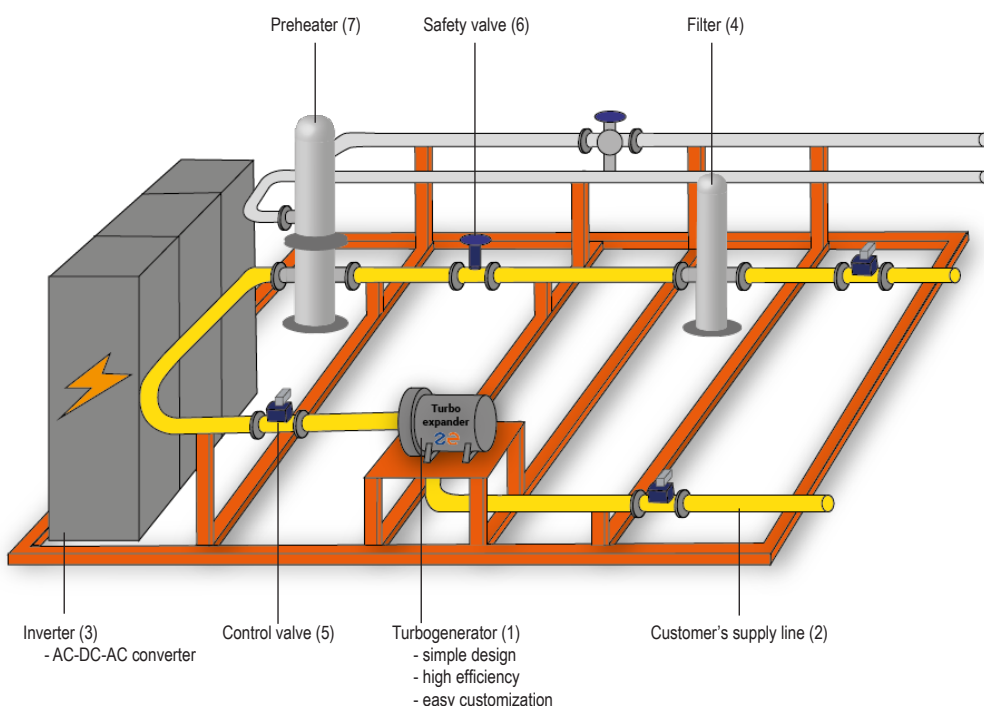 Preheater (7)
Safety valve (6)
Filter (4)
Turbo
expander
Inverter (3)
- AC-DC-AC converter
Control valve (5)
Turbogenerator (1)
- simple design
- high efficiency
- easy customization
Customer's supply line (2)